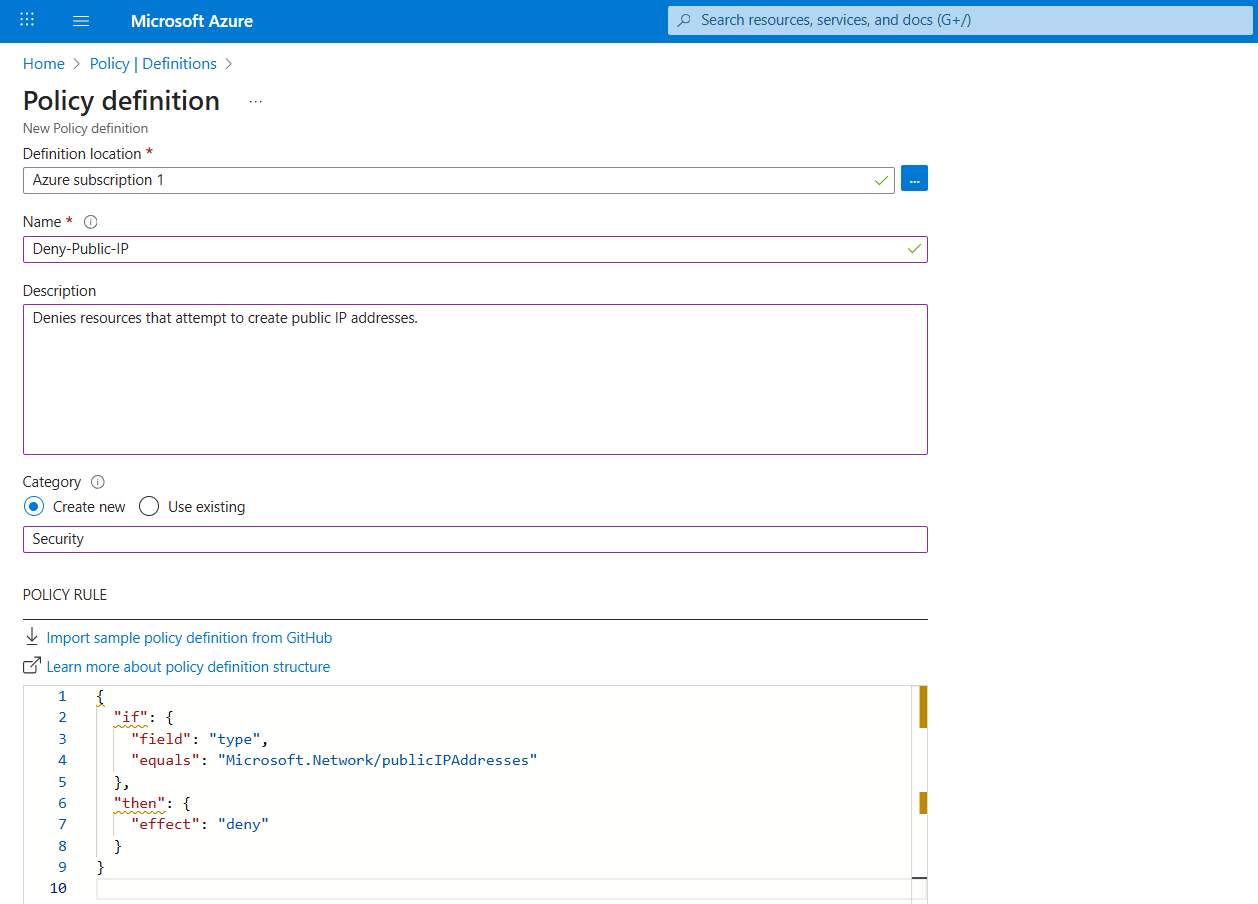 Microsoft Azure
Search resources, services, and docs (G+/)
Home > Policy | Definitions >
Policy definition ...
New Policy definition
Definition location *
Azure subscription 1
...
Name *
Deny-Public-IP
Description
Denies resources that attempt to create public IP addresses.
Category
Create new Use existing
Security
POLICY RULE
Import sample policy definition from GitHub
Learn more about policy definition structure
1 {
2 "if": {
3 "field": "type",
4 "equals": "Microsoft.Network/publicIPAddresses"
5 },
6 "then": {
7 "effect": "deny"
8 }
9 }
10